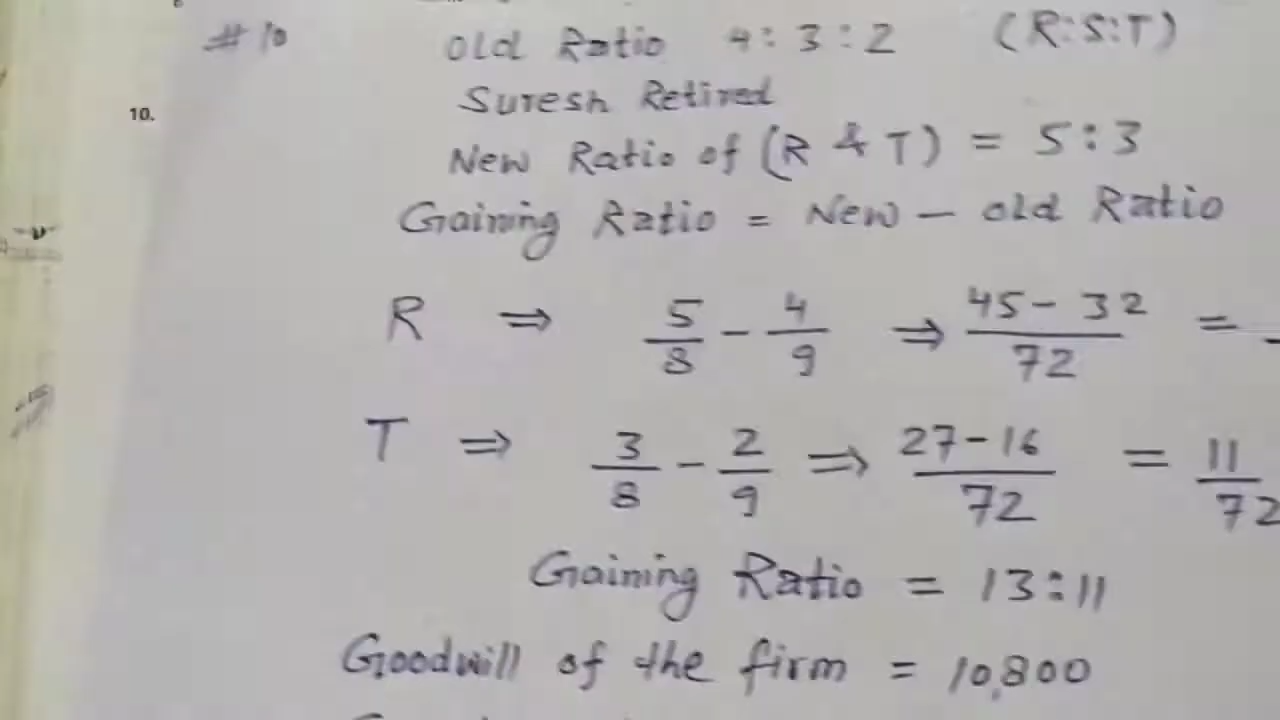 #10 Old Ratio 4:3:2 (R:S:T)
10.
Suresh Retired
New Ratio of (R & T) = 5:3
Gaining Ratio = New - old Ratio
R ⇒ 5/8 - 4/9 ⇒ 45-32/72 =
T ⇒ 3/8 - 2/9 ⇒ 27-16/72 = 11/72
Gaining Ratio = 13:11
Goodwill of the firm = 10,800